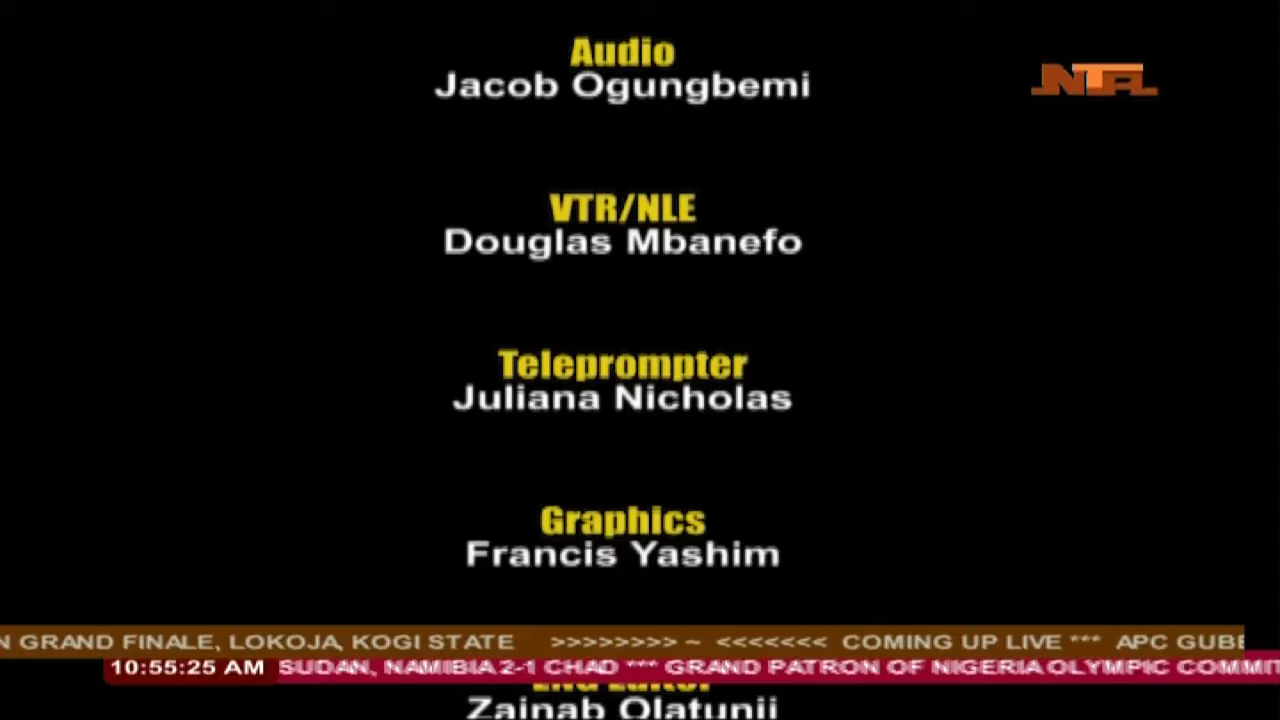 Audio
Jacob Ogungbemi
NTA
VTR/NLE
Douglas Mbanefo
Teleprompter
Juliana Nicholas
Graphics
Francis Yashim
N GRAND FINALE, LOKOJA, KOGI STATE >>>>>>>> ~ <<<<<<< COMING UP LIVE *** APC GUBE
10:55:25 AM SUDAN, NAMIBIA 2-1 CHAD *** GRAND PATRON OF NIGERIA OLYMPIC COMMIT
Zainab Olatunji